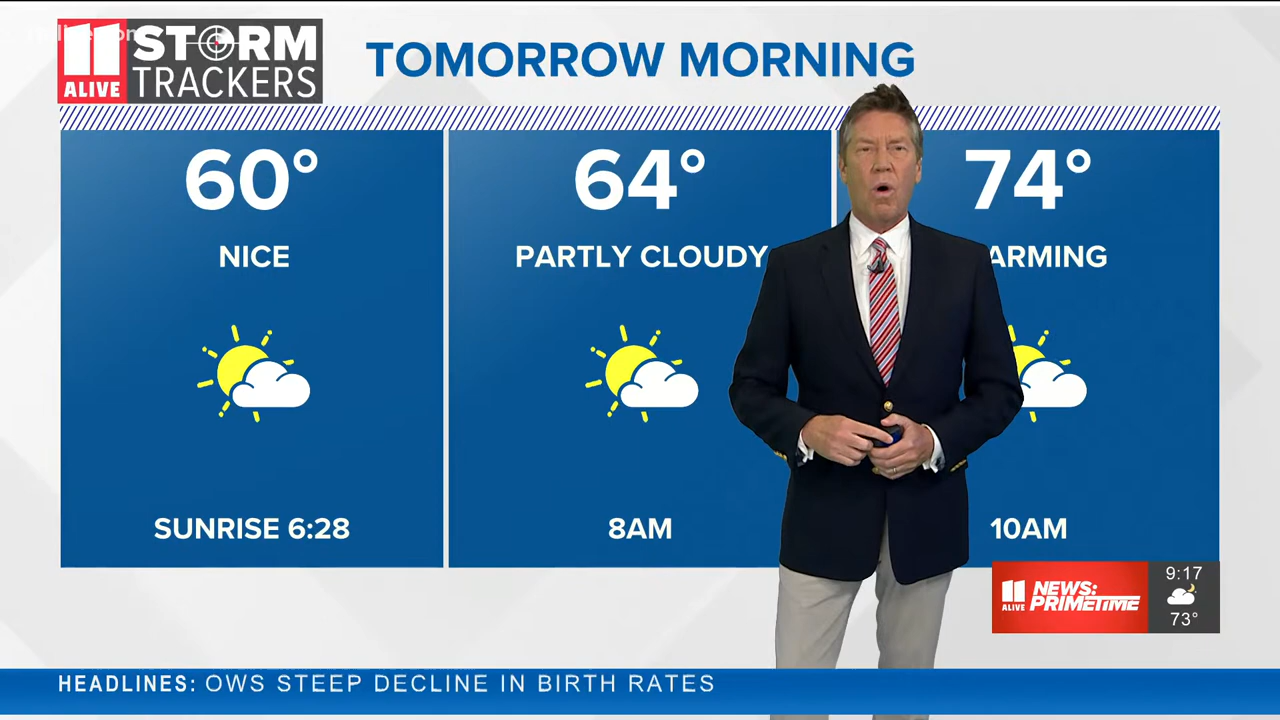 11
ALIVE
STORM
TRACKERS
TOMORROW MORNING
60°
NICE
SUNRISE 6:28
64°
PARTLY CLOUDY
8AM
74°
ARMING
10AM
11
ALIVE
NEWS:
PRIMETIME
9:17
73°
HEADLINES: OWS STEEP DECLINE IN BIRTH RATES